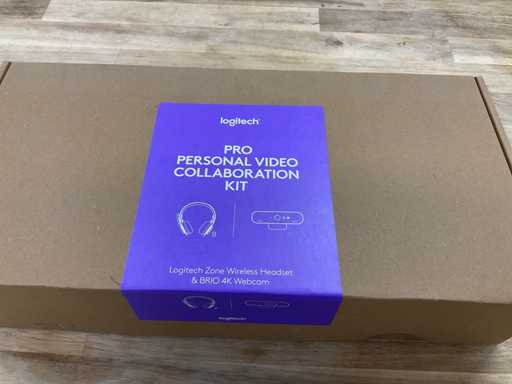 logitech
PRO
PERSONAL VIDEO
COLLABORATION
KIT
Logitech Zone Wireless Headset
& BRIO 4K Webcam
logitech